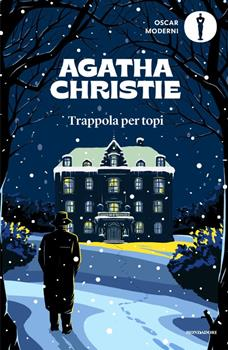 OSCAR
MODERNI
AGATHA
CHRISTIE
Trappola per topi
MONDADORI